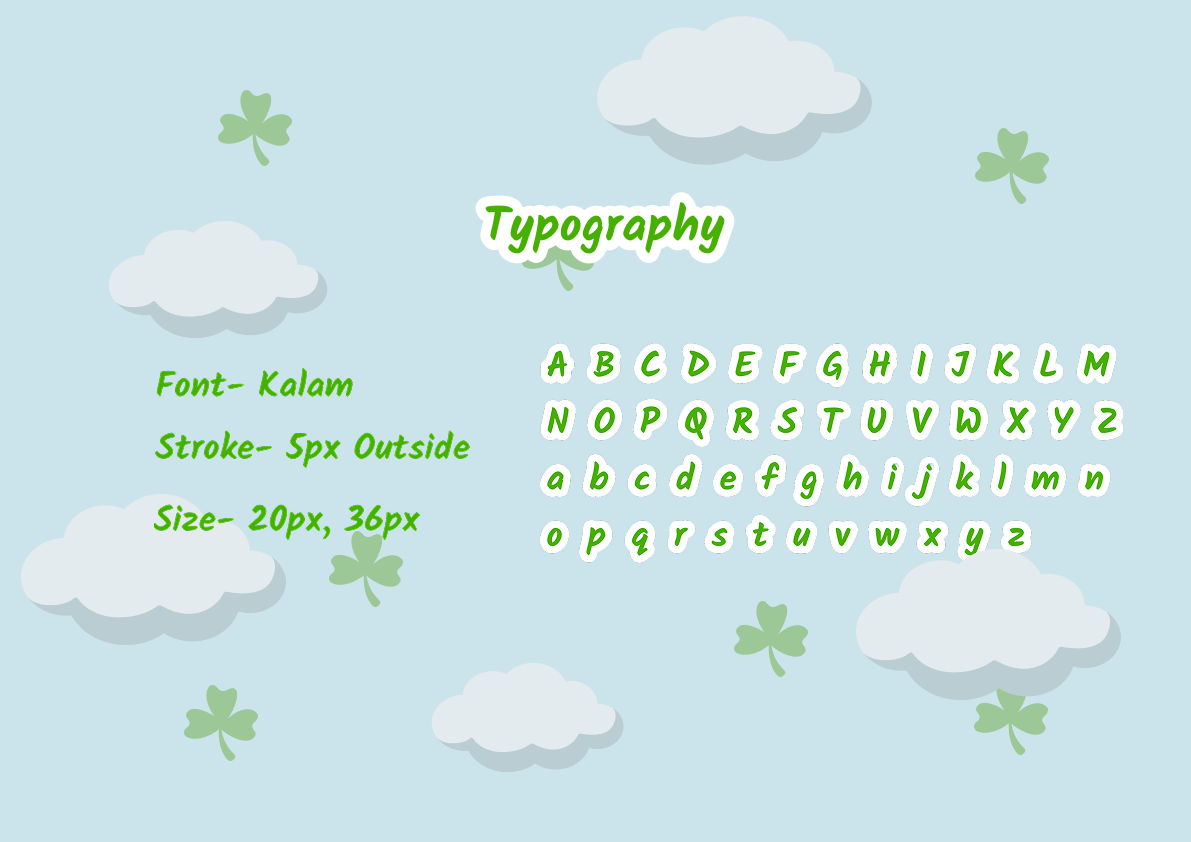 Typography
Font- Kalam
Stroke- 5px Outside
Size- 20px, 36px
A B C D E F G H I J K L M
N O P Q R S T U V W X Y Z
a b c d e f g h i j k l m n
o p q r s t u v w x y z